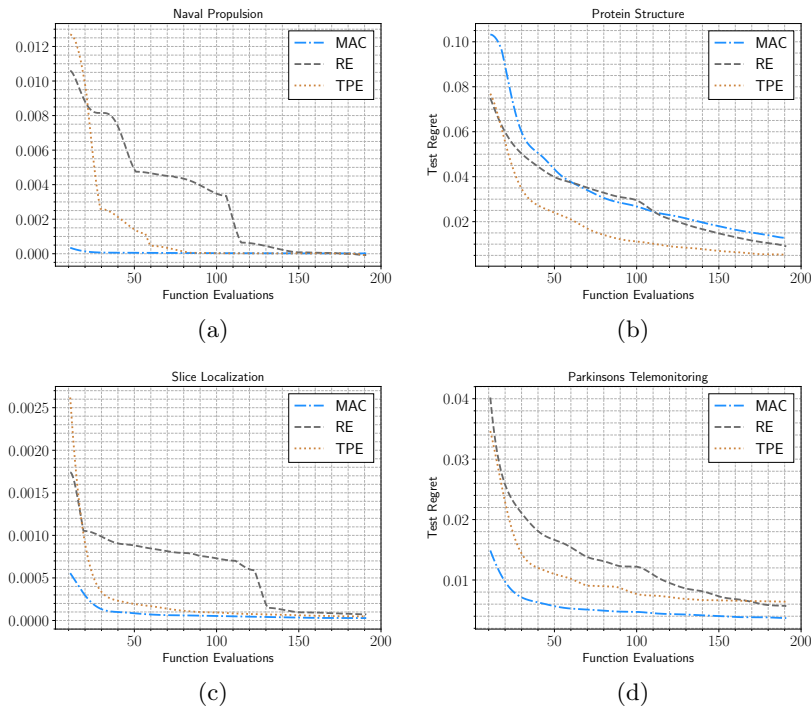 Naval Propulsion
0.012
0.010
0.008
0.006
0.004
0.002
0.000
MAC
RE
TPE
50
100
150
200
Function Evaluations
(a)
Protein Structure
Test Regret
0.10
0.08
0.06
0.04
0.02
MAC
RE
TPE
50
100
150
200
Function Evaluations
(b)
Slice Localization
0.0025
0.0020
0.0015
0.0010
0.0005
0.0000
MAC
RE
TPE
50
100
150
200
Function Evaluations
(c)
Parkinsons Telemonitoring
Test Regret
0.04
0.03
0.02
0.01
MAC
RE
TPE
50
100
150
200
Function Evaluations
(d)